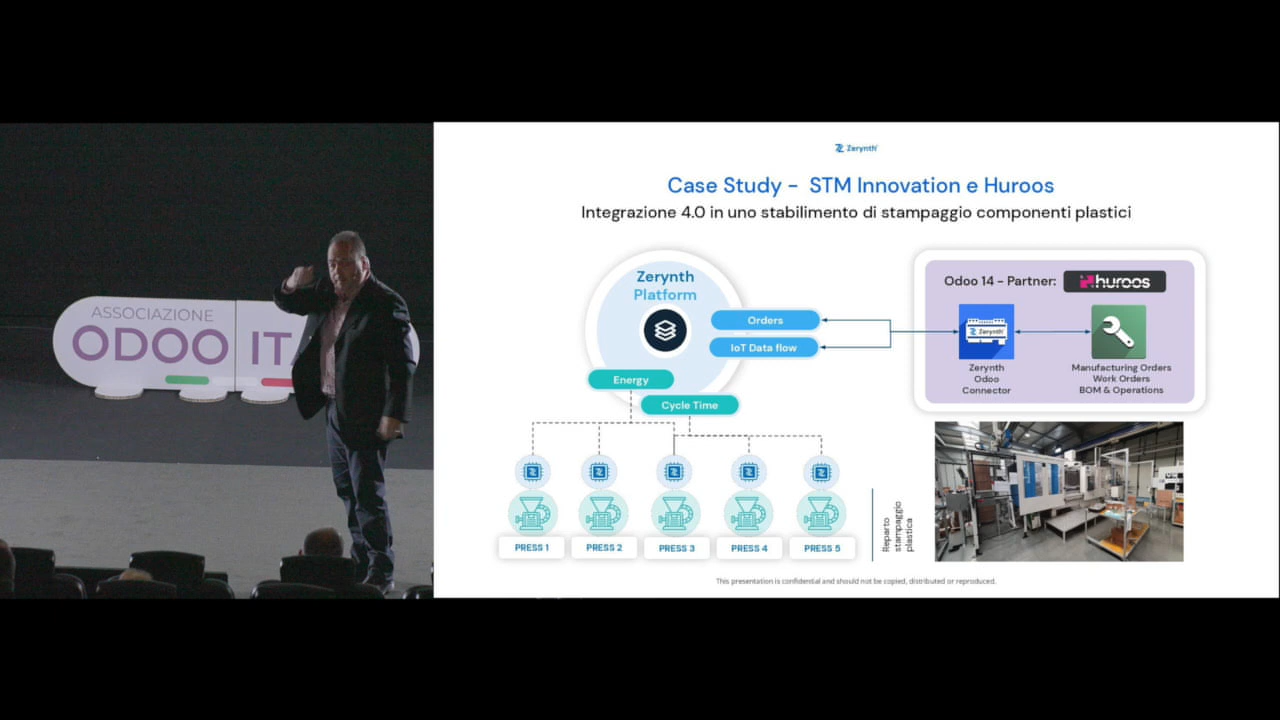 ASSOCIAZIONE
ODOO IT
Zerynth
Case Study - STM Innovation e Huroos
Integrazione 4.0 in uno stabilimento di stampaggio componenti plastici
Zerynth
Platform
Orders
IoT Data flow
Energy
Cycle Time
Odoo 14 - Partner: huroos
Zerynth
Zerynth
Odoo
Connector
Manufacturing Orders
Work Orders
BOM & Operations
PRESS 1
PRESS 2
PRESS 3
PRESS 4
PRESS 5
Reparto
stampaggio
plastica
This presentation is confidential and should not be copied, distributed or reproduced.